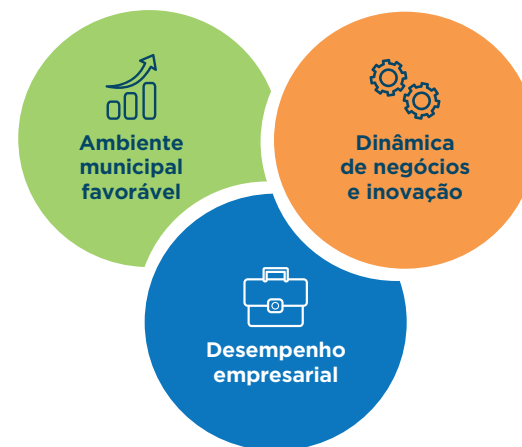 Ambiente
municipal
favorável
Dinâmica
de negócios
e inovação
Desempenho
empresarial